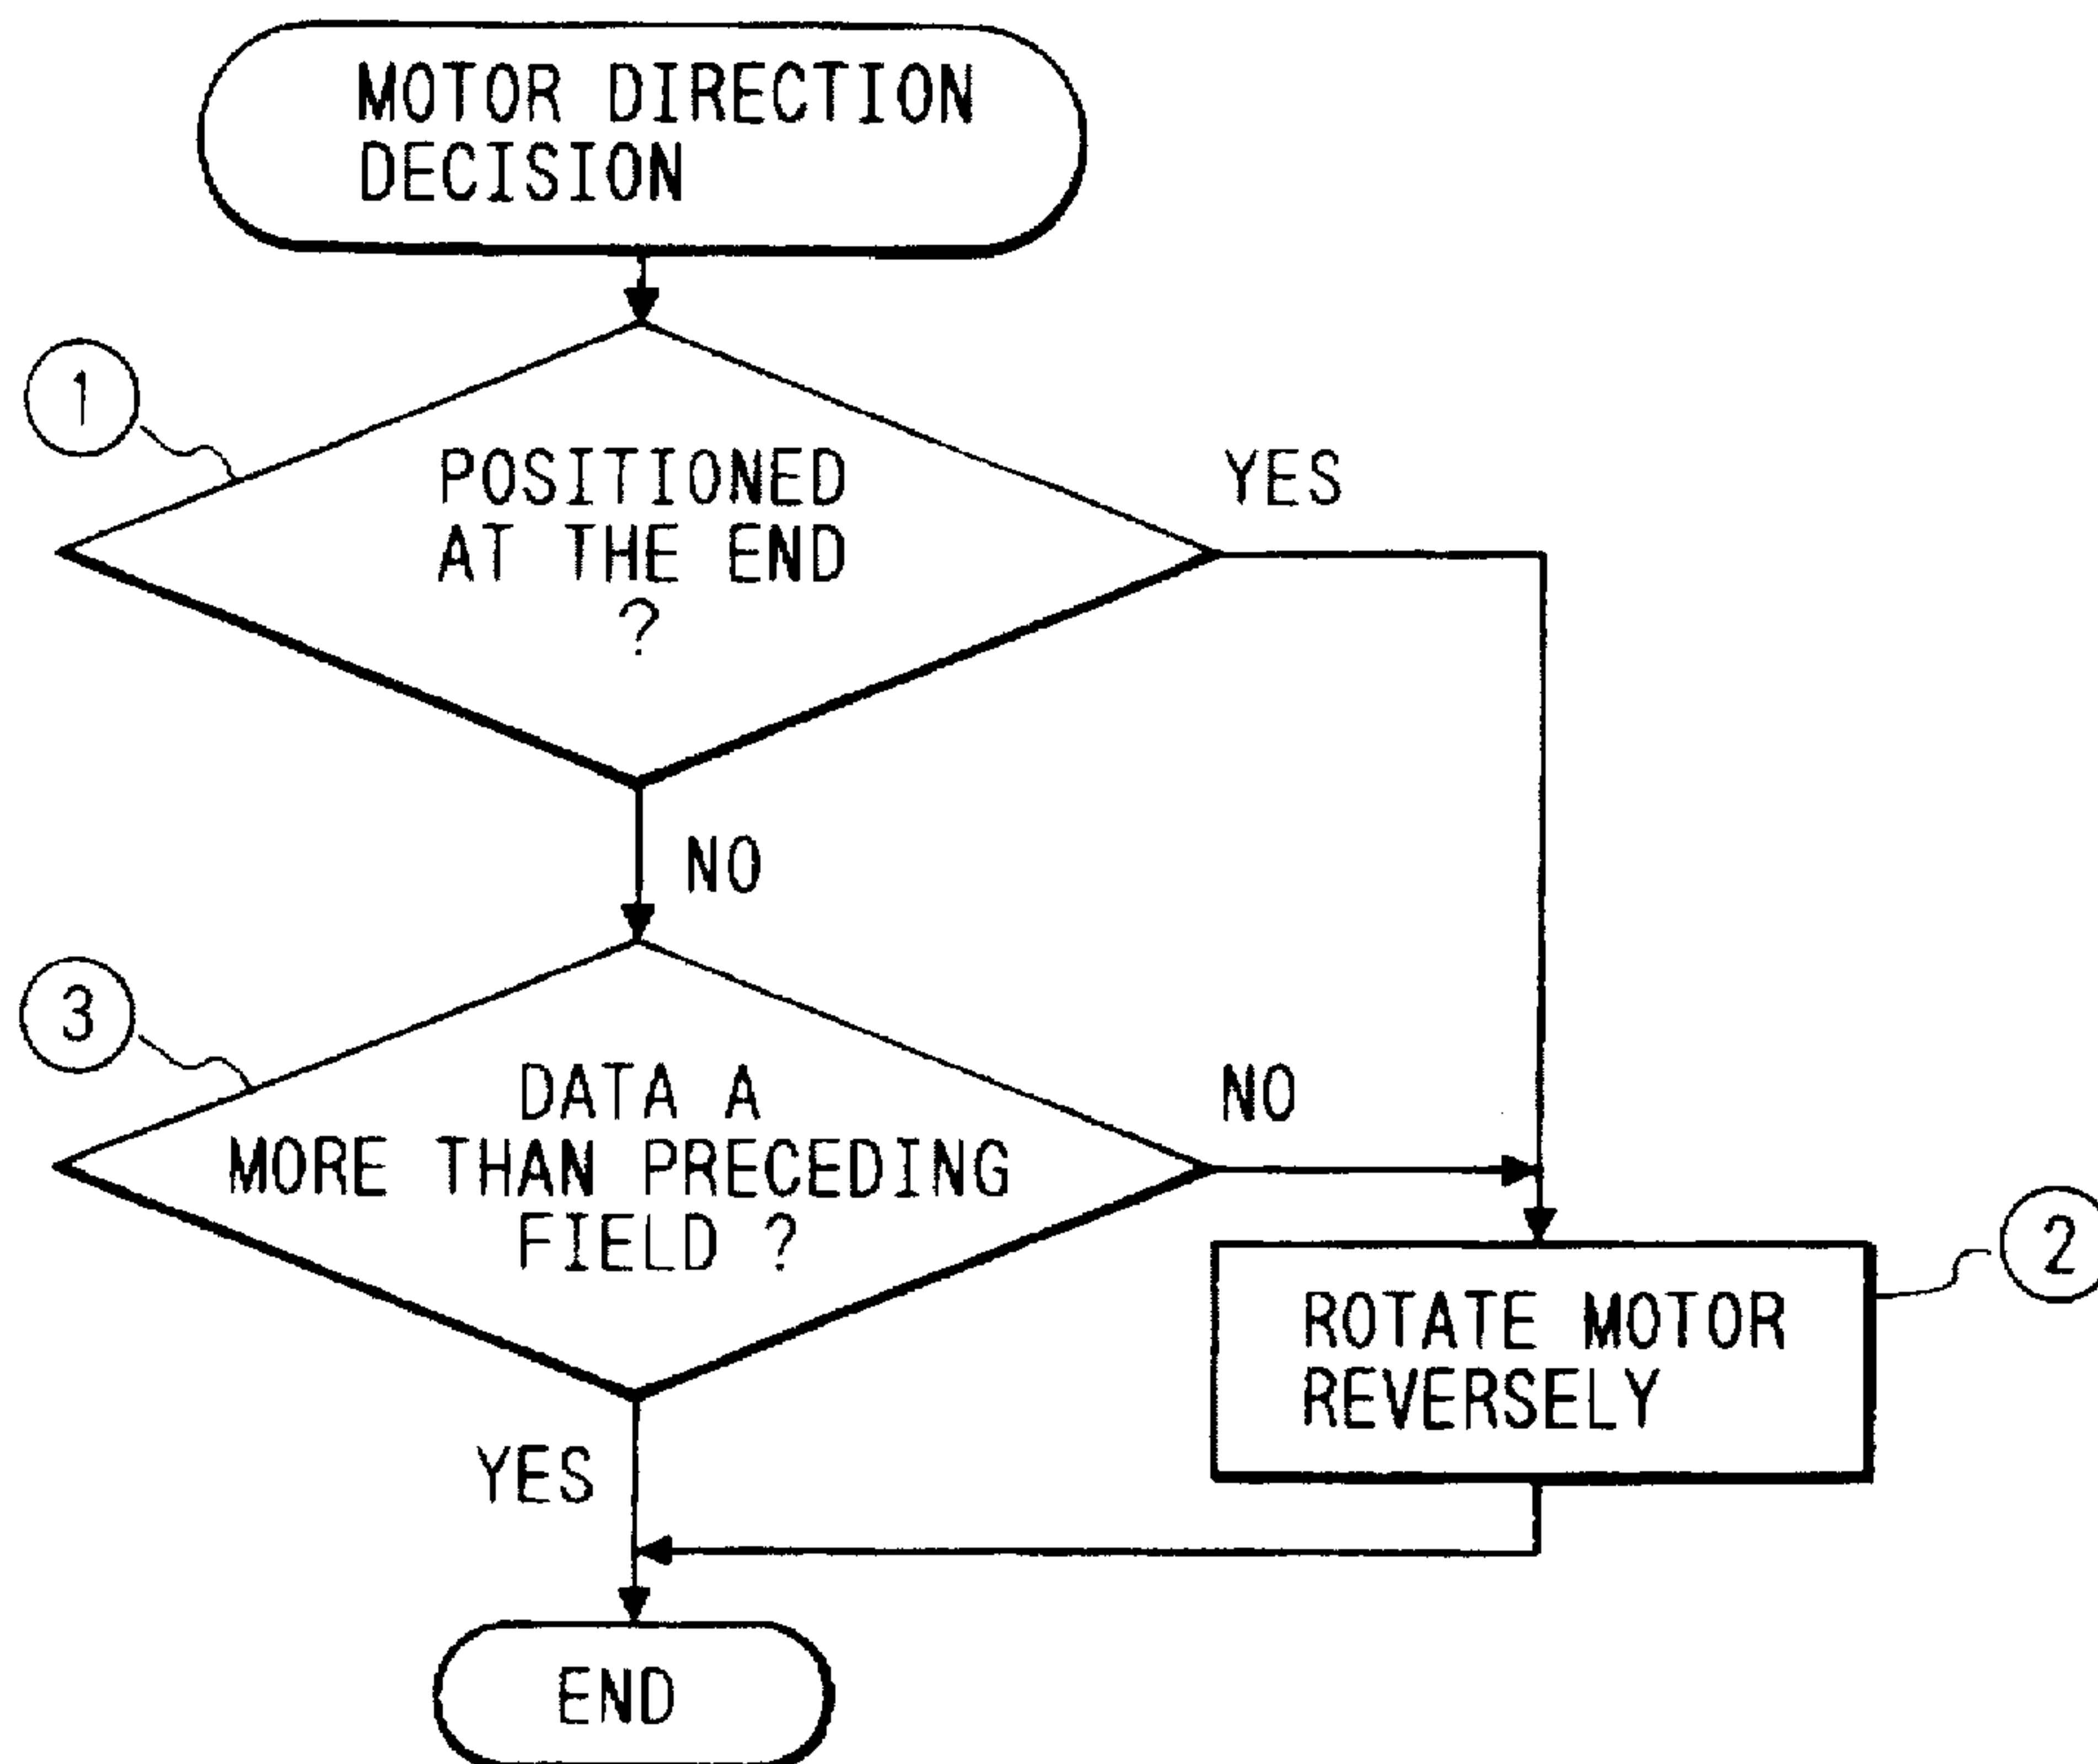 MOTOR DIRECTION
DECISION
1
POSITIONED
AT THE END
?
YES
NO
3
DATA A
MORE THAN PRECEDING
FIELD ?
NO
2
ROTATE MOTOR
REVERSELY
YES
END